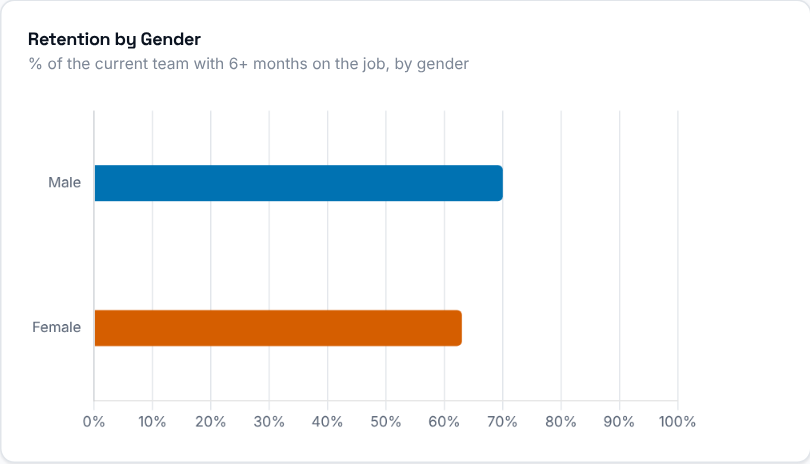 Retention by Gender
% of the current team with 6+ months on the job, by gender
Male
Female
0% 10% 20% 30% 40% 50% 60% 70% 80% 90% 100%